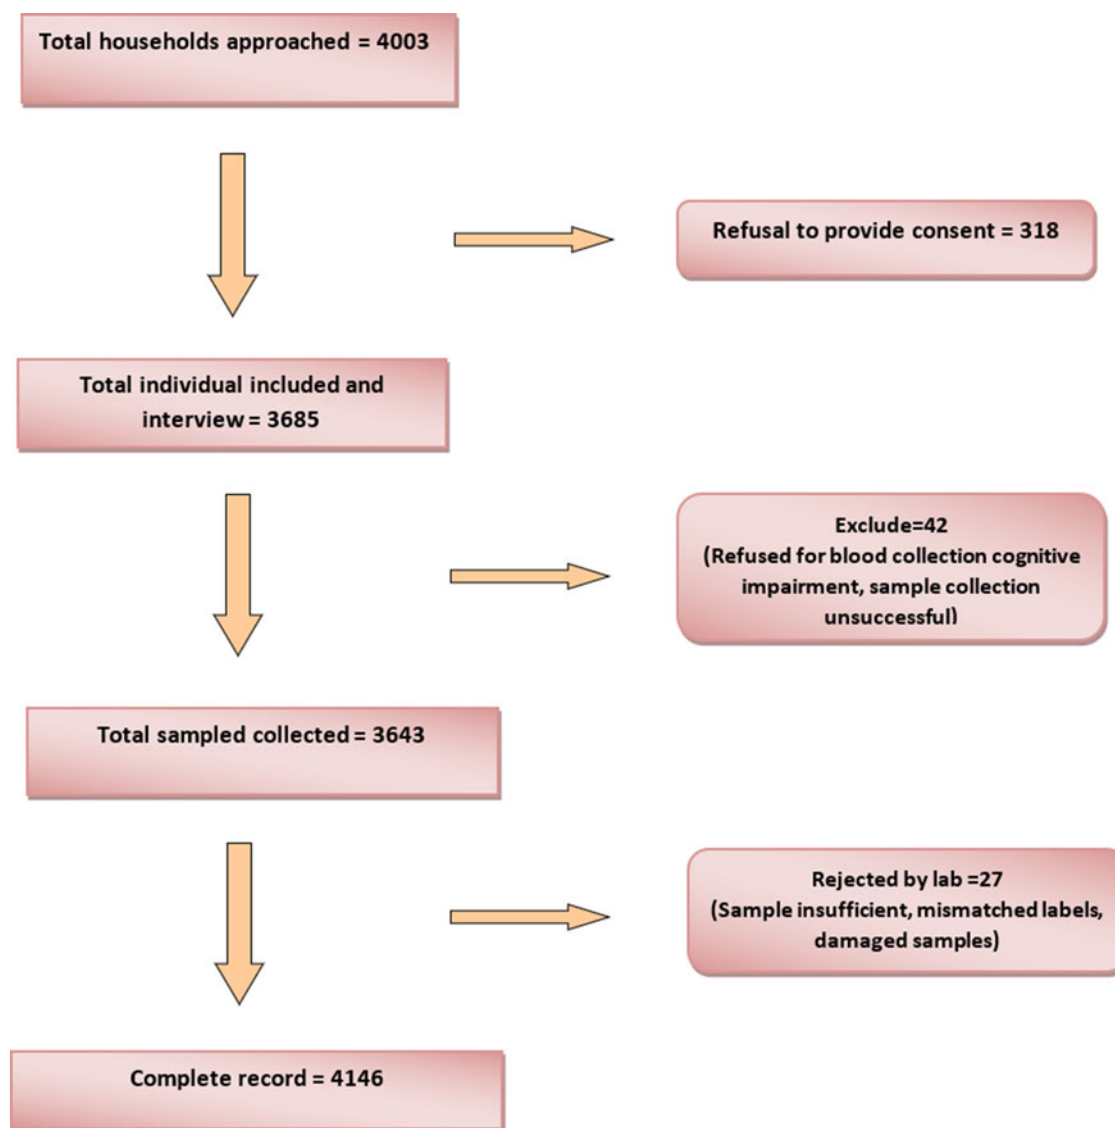 Total households approached = 4003
Refusal to provide consent = 318
Total individual included and
interview = 3685
Exclude=42
(Refused for blood collection cognitive
impairment, sample collection
unsuccessful)
Total sampled collected = 3643
Rejected by lab =27
(Sample insufficient, mismatched labels,
damaged samples)
Complete record = 4146